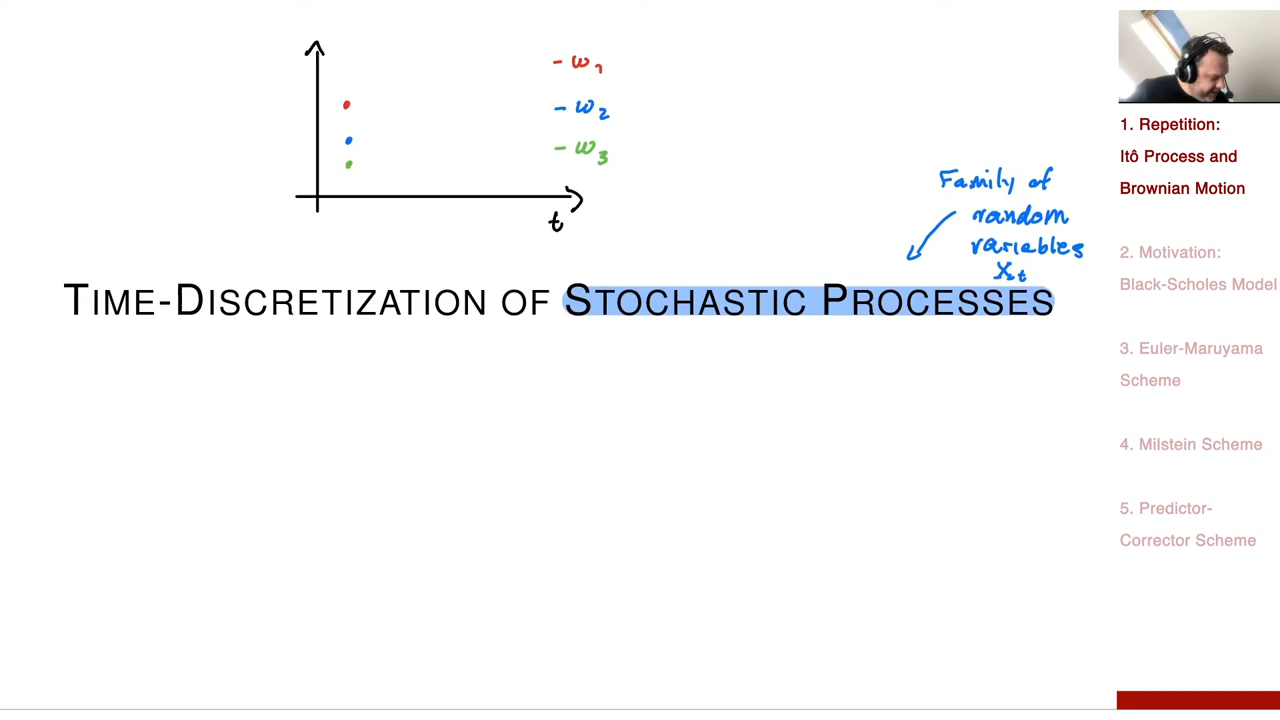 - ω1
- ω2
- ω3
t
Family of
random
variables
Xt
TIME-DISCRETIZATION OF STOCHASTIC PROCESSES
1. Repetition:
Itô Process and
Brownian Motion
2. Motivation:
Black-Scholes Model
3. Euler-Maruyama
Scheme
4. Milstein Scheme
5. Predictor-
Corrector Scheme